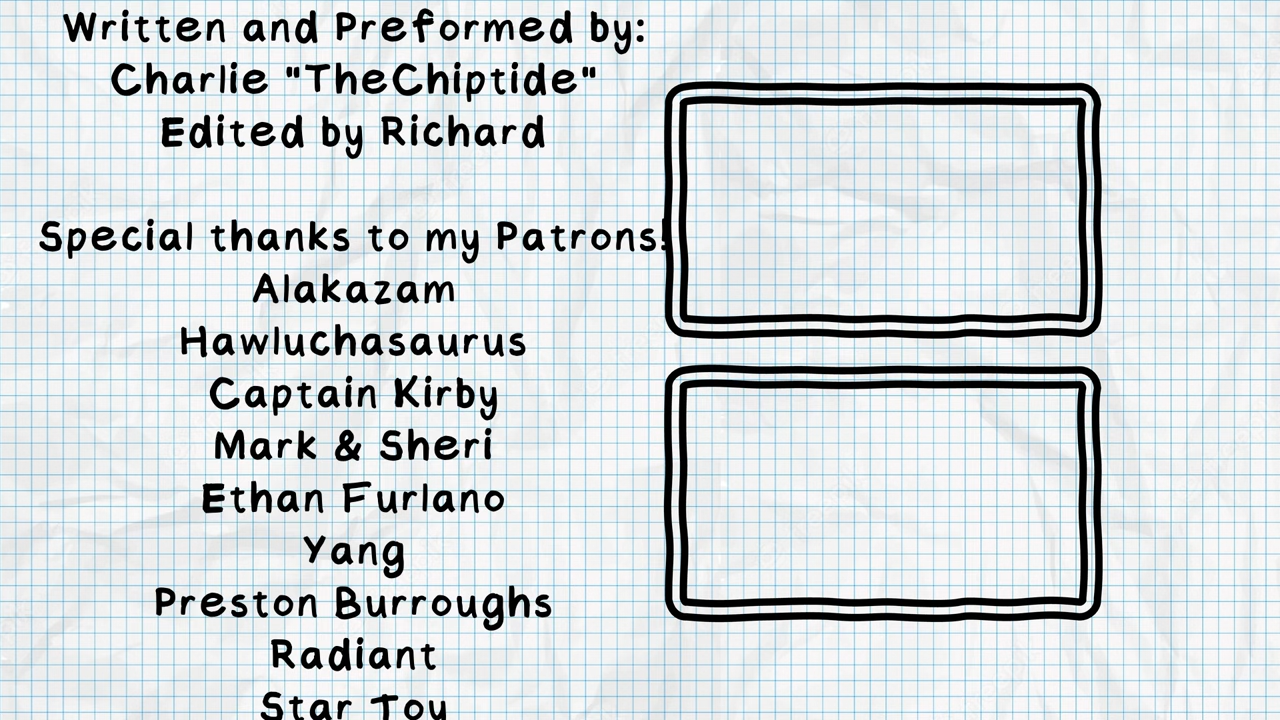 Written and Preformed by:
Charlie "TheChiptide"
Edited by Richard
Special thanks to my Patrons!
Alakazam
Hawluchasaurus
Captain Kirby
Mark & Sheri
Ethan Furlano
Yang
Preston Burroughs
Radiant
Star Toy